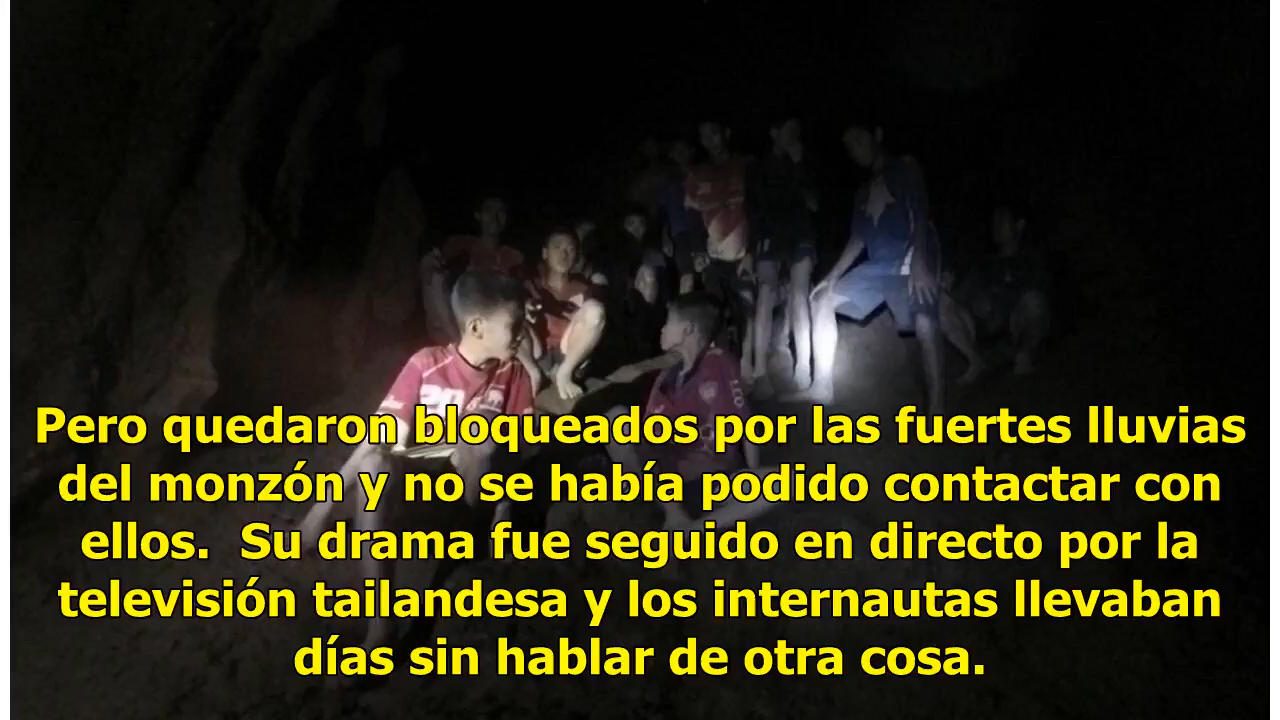 Pero quedaron bloqueados por las fuertes lluvias
del monzón y no se había podido contactar con
ellos.  Su drama fue seguido en directo por la
televisión tailandesa y los internautas llevaban
días sin hablar de otra cosa.